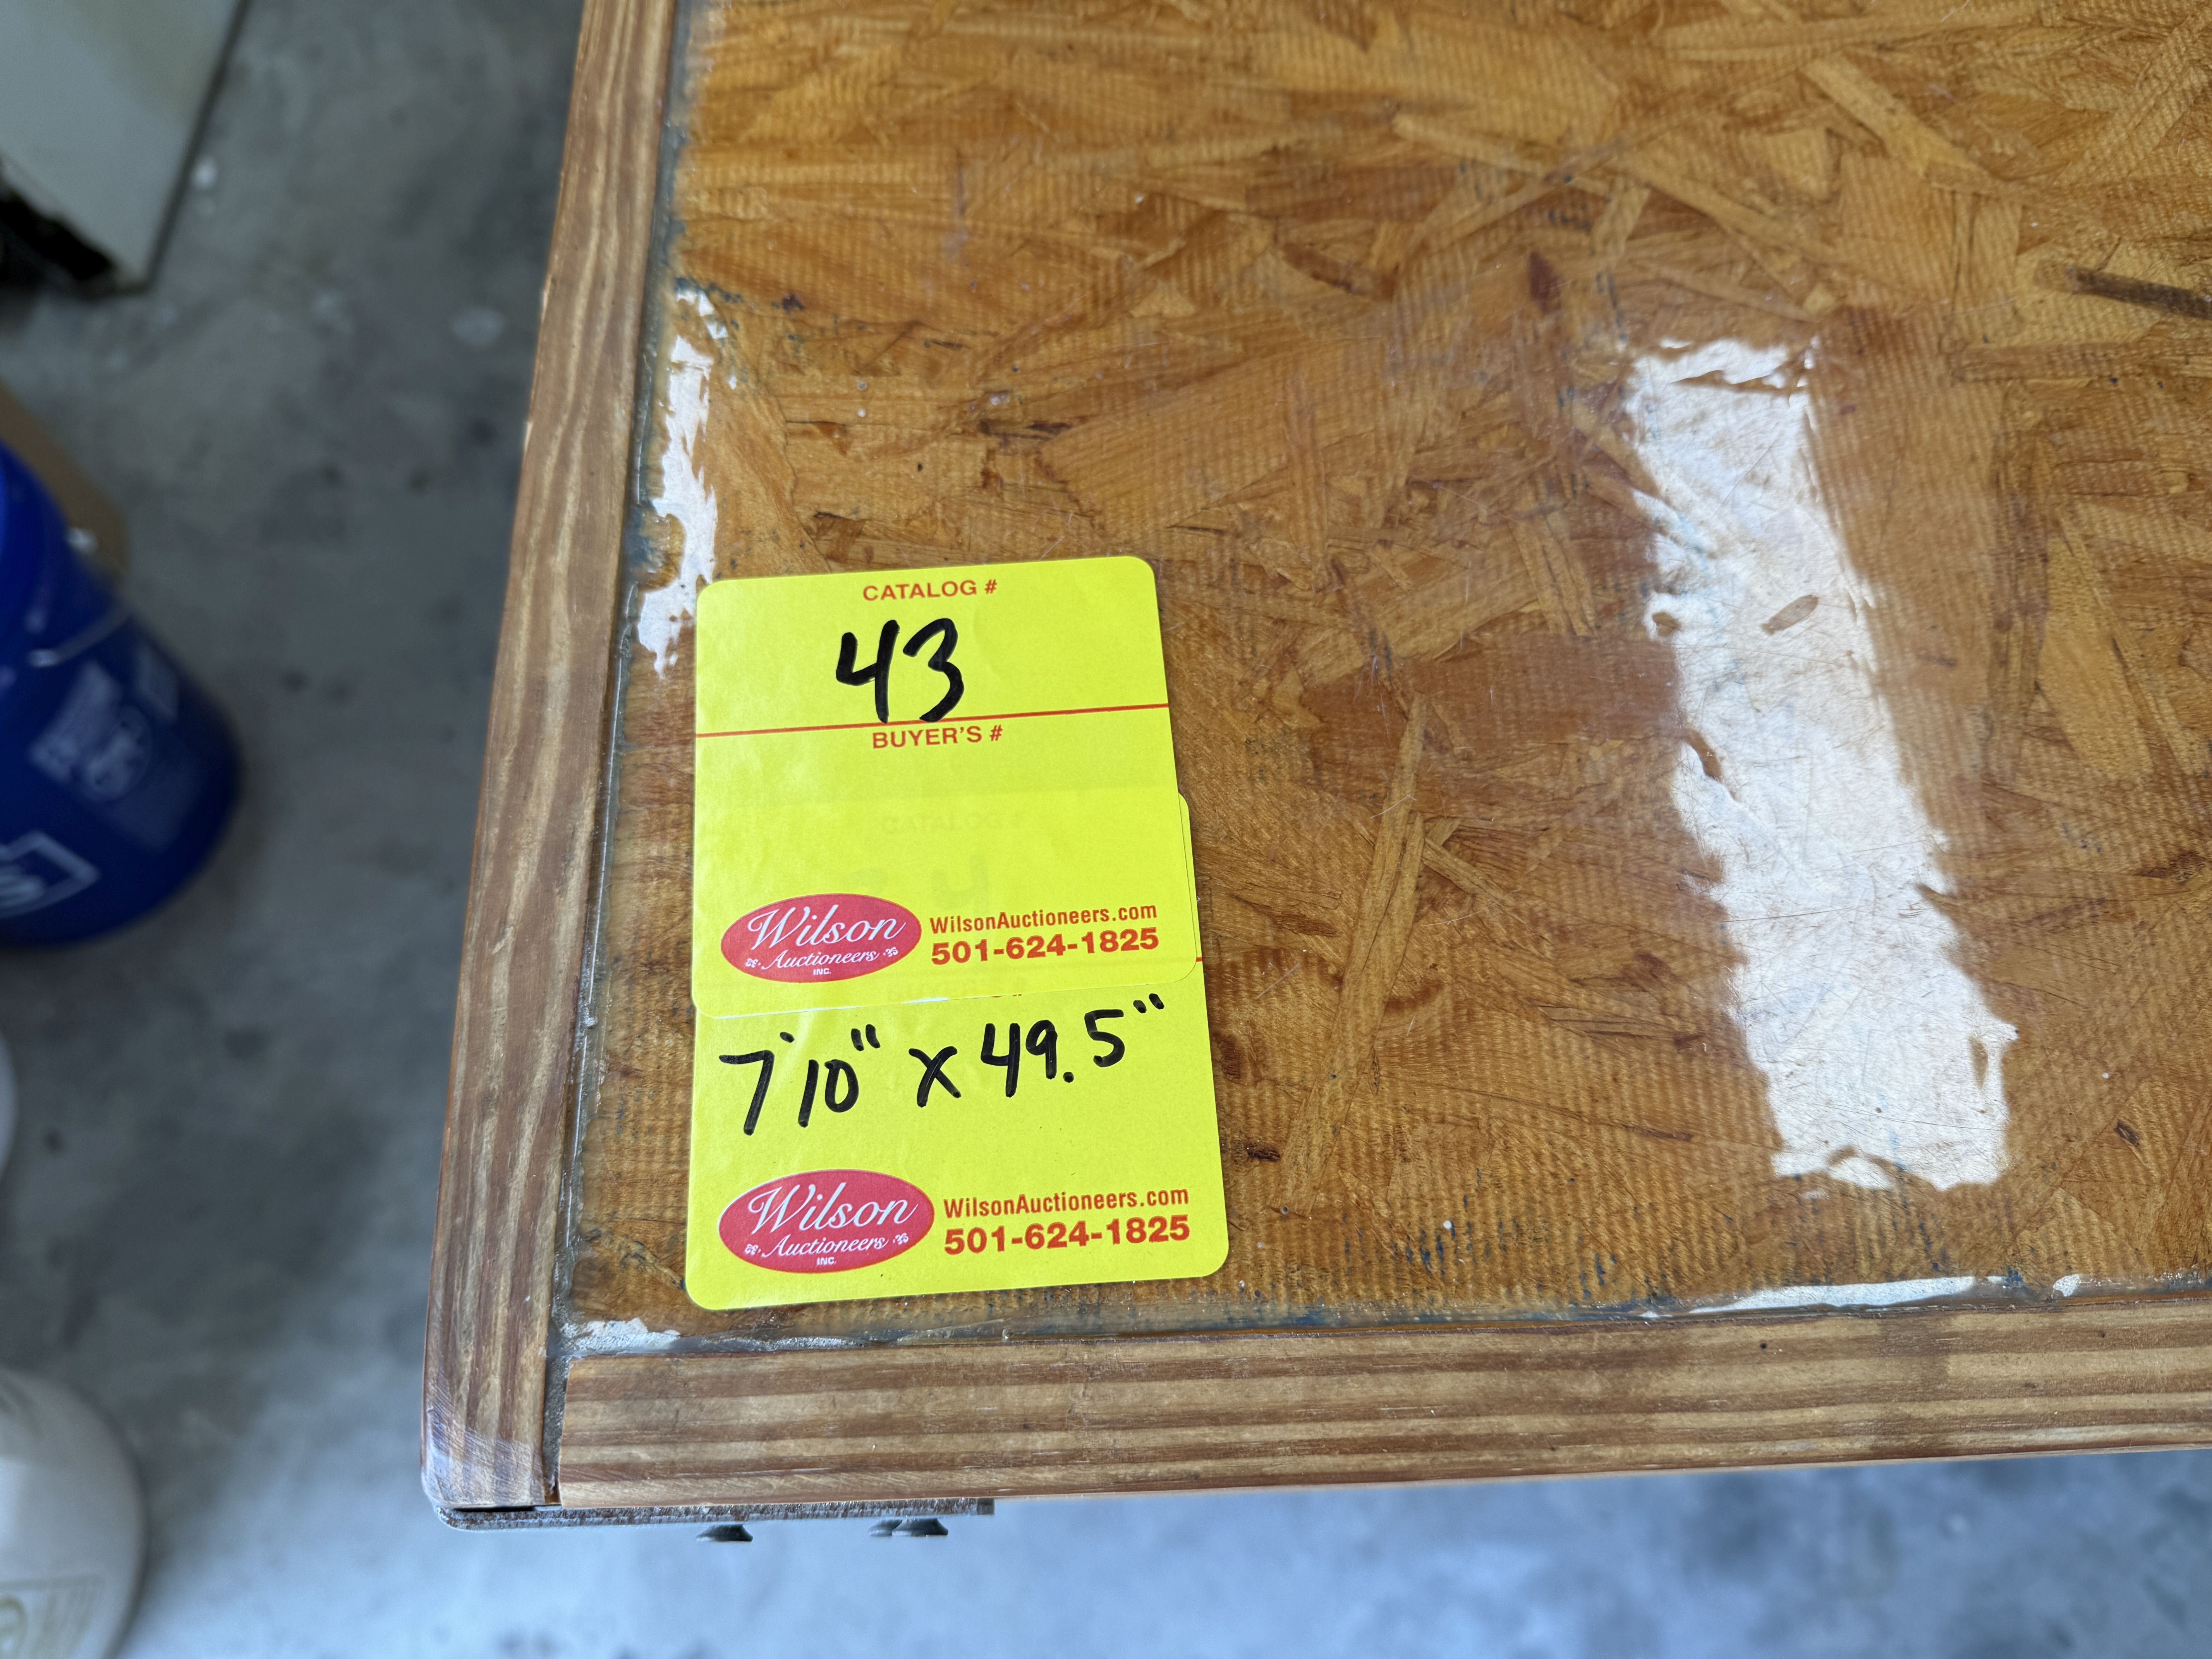 CATALOG #
43
BUYER'S #
CATALOG #
Wilson
Auctioneers
INC.
WilsonAuctioneers.com
501-624-1825
7'10" x 49.5"
Wilson
Auctioneers
INC.
WilsonAuctioneers.com
501-624-1825